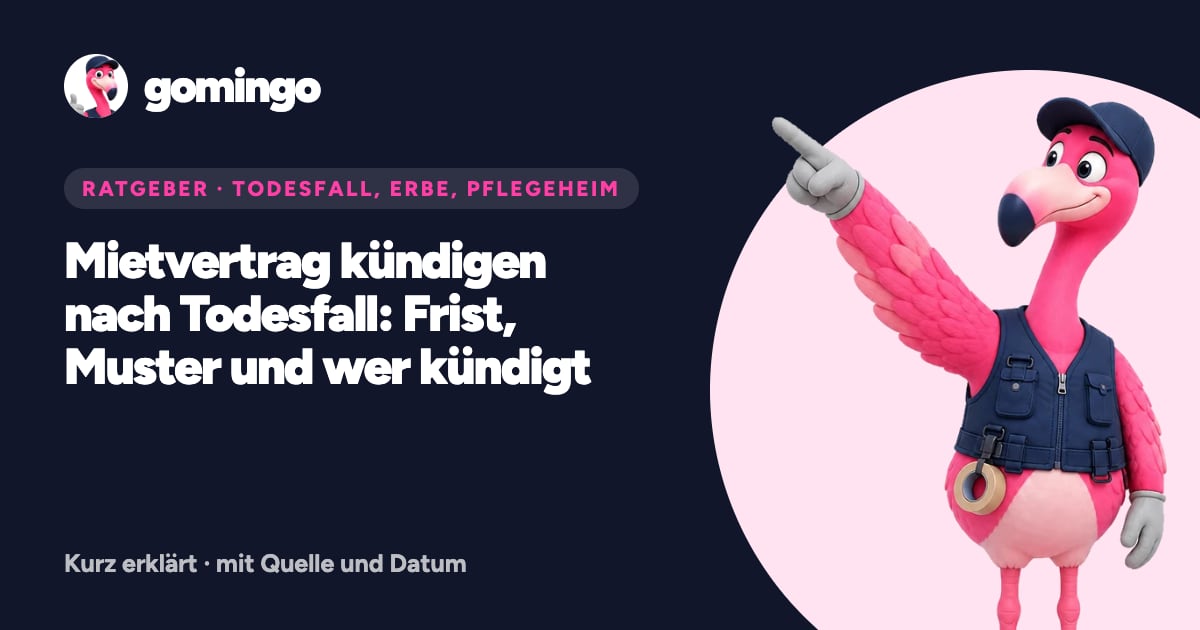 gomingo
RATGEBER · TODESFALL, ERBE, PFLEGEHEIM
Mietvertrag kündigen
nach Todesfall: Frist,
Muster und wer kündigt
Kurz erklärt · mit Quelle und Datum